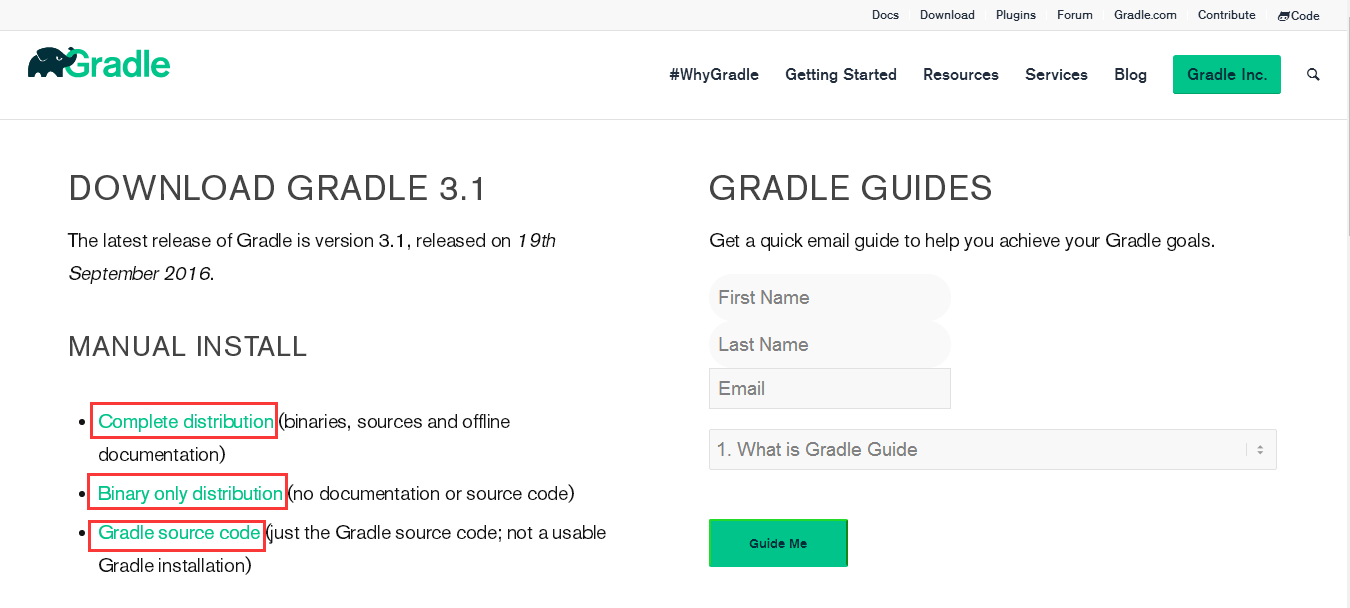 Docs Download Plugins Forum Gradle.com Contribute Code
Gradle
#WhyGradle Getting Started Resources Services Blog Gradle Inc.
DOWNLOAD GRADLE 3.1
The latest release of Gradle is version 3.1, released on 19th
September 2016.
MANUAL INSTALL
Complete distribution (binaries, sources and offline
documentation)
Binary only distribution (no documentation or source code)
Gradle source code (just the Gradle source code; not a usable
Gradle installation)
GRADLE GUIDES
Get a quick email guide to help you achieve your Gradle goals.
First Name
Last Name
Email
1. What is Gradle Guide
Guide Me